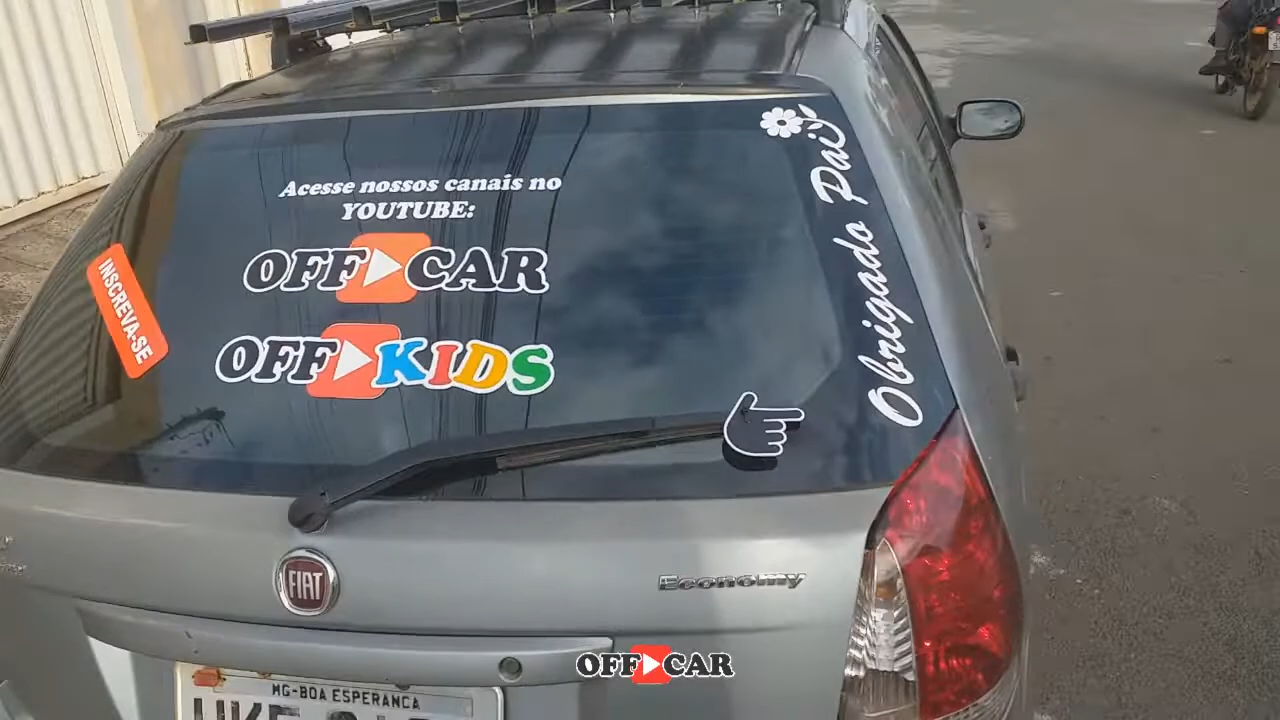 Acesse nossos canais no
YOUTUBE:
OFF CAR
OFF KIDS
INSCREVA-SE
Obrigado Pai
FIAT
Economy
MG-BOA ESPERANCA
OFF CAR